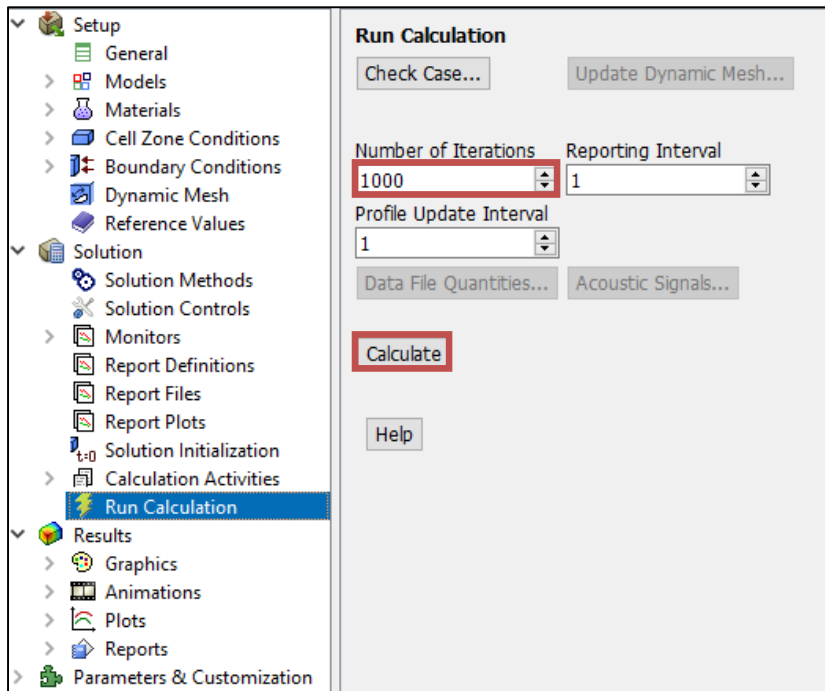 Setup
General
Models
Materials
Cell Zone Conditions
Boundary Conditions
Dynamic Mesh
Reference Values
Solution
Solution Methods
Solution Controls
Monitors
Report Definitions
Report Files
Report Plots
t=0 Solution Initialization
Calculation Activities
Run Calculation
Results
Graphics
Animations
Plots
Reports
Parameters & Customization
Run Calculation
Check Case... Update Dynamic Mesh...
Number of Iterations Reporting Interval
1000 1
Profile Update Interval
1
Data File Quantities... Acoustic Signals...
Calculate
Help